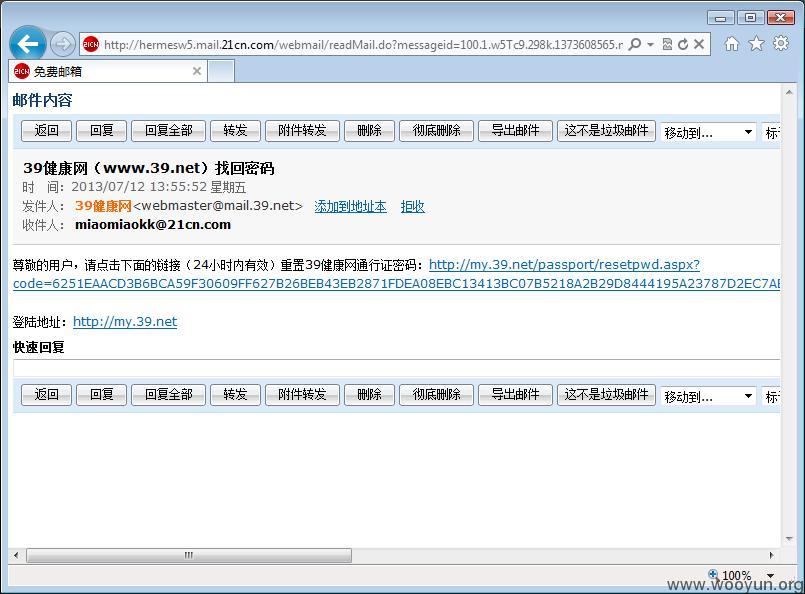 http://hermesw5.mail.21cn.com/webmail/readMail.do?messageid=100.1.w5Tc9.298k.1373608565.r
21CN 免费邮箱
邮件内容
返回 回复 回复全部 转发 附件转发 删除 彻底删除 导出邮件 这不是垃圾邮件 移动到... 标
39健康网（www.39.net）找回密码
时 间： 2013/07/12 13:55:52 星期五
发件人： 39健康网<webmaster@mail.39.net> 添加到地址本 拒收
收件人： miaomiaokk@21cn.com
尊敬的用户，请点击下面的链接（24小时内有效）重置39健康网通行证密码：http://my.39.net/passport/resetpwd.aspx?
code=6251EAACD3B6BCA59F30609FF627B26BEB43EB2871FDEA08EBC13413BC07B5218A2B29D8444195A23787D2EC7AE
登陆地址：http://my.39.net
快速回复
返回 回复 回复全部 转发 附件转发 删除 彻底删除 导出邮件 这不是垃圾邮件 移动到... 标
100%
www.wooyun.org